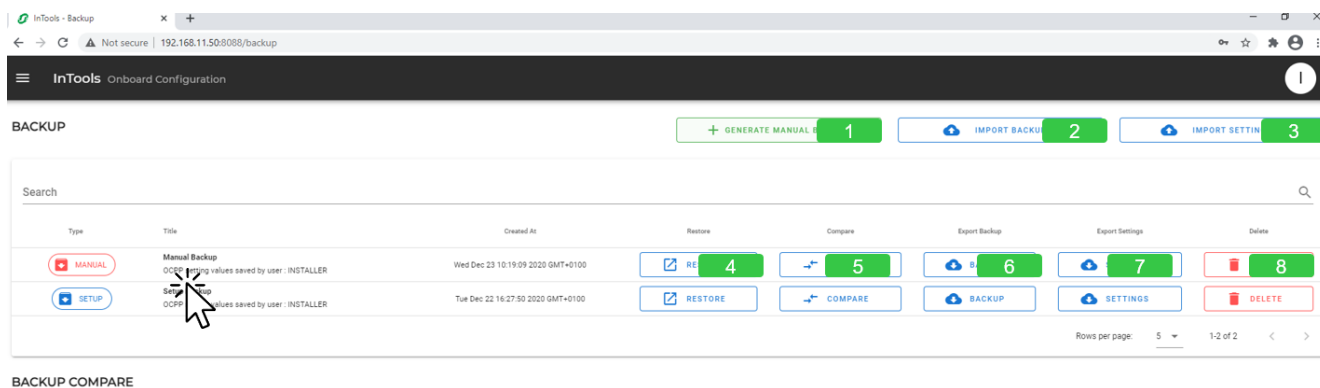 InTools - Backup
Not secure | 192.168.11.50:8088/backup
InTools Onboard Configuration I
BACKUP
GENERATE MANUAL 1 IMPORT 2 IMPORT 3
Search
Type Title Created At Restore Compare Export Backup Export Settings Delete
Manual Backup
MANUAL OCPP setting values saved by user : INSTALLER Wed Dec 23 10:19:09 2020 GMT+0100 4 5 6 7 8
SETUP values saved by user : INSTALLER Tue Dec 22 16:27:50 2020 GMT+0100 RESTORE COMPARE BACKUP SETTINGS DELETE
Rows per page: 5 1-2 of 2
BACKUP COMPARE